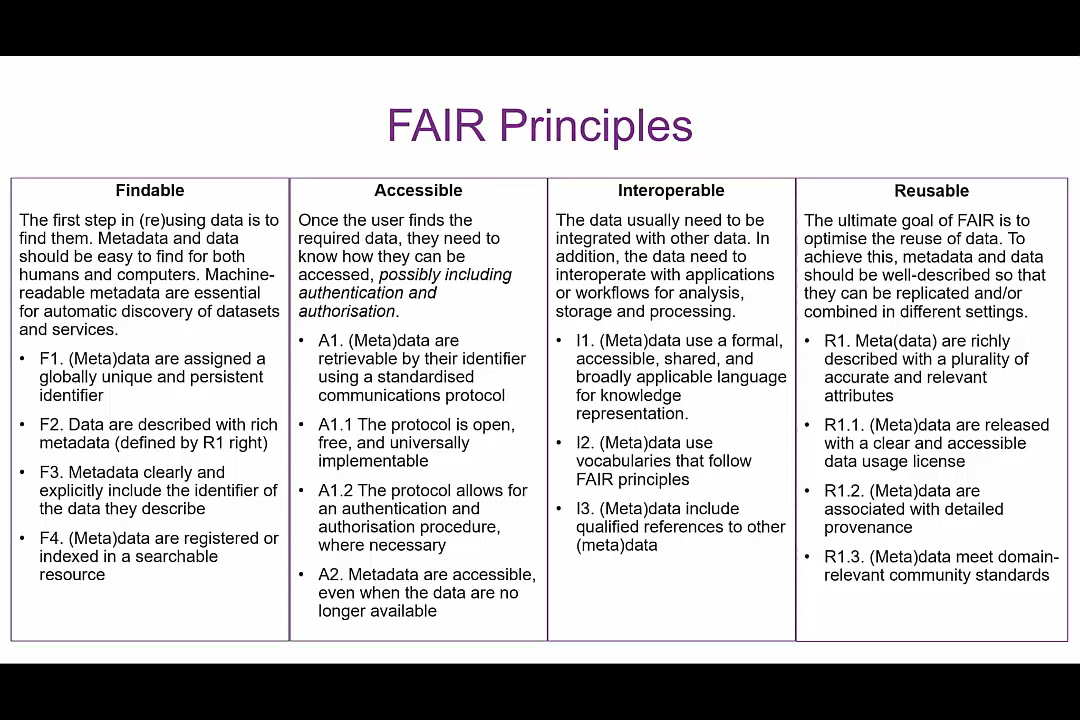 FAIR Principles
Findable
The first step in (re)using data is to
find them. Metadata and data
should be easy to find for both
humans and computers. Machine-
readable metadata are essential
for automatic discovery of datasets
and services.
• F1. (Meta)data are assigned a
globally unique and persistent
identifier
• F2. Data are described with rich
metadata (defined by R1 right)
• F3. Metadata clearly and
explicitly include the identifier of
the data they describe
• F4. (Meta)data are registered or
indexed in a searchable
resource
Accessible
Once the user finds the
required data, they need to
know how they can be
accessed, possibly including
authentication and
authorisation.
• A1. (Meta)data are
retrievable by their identifier
using a standardised
communications protocol
• A1.1 The protocol is open,
free, and universally
implementable
• A1.2 The protocol allows for
an authentication and
authorisation procedure,
where necessary
• A2. Metadata are accessible,
even when the data are no
longer available
Interoperable
The data usually need to be
integrated with other data. In
addition, the data need to
interoperate with applications
or workflows for analysis,
storage and processing.
• I1. (Meta)data use a formal,
accessible, shared, and
broadly applicable language
for knowledge
representation.
• I2. (Meta)data use
vocabularies that follow
FAIR principles
• I3. (Meta)data include
qualified references to other
(meta)data
Reusable
The ultimate goal of FAIR is to
optimise the reuse of data. To
achieve this, metadata and data
should be well-described so that
they can be replicated and/or
combined in different settings.
• R1. Meta(data) are richly
described with a plurality of
accurate and relevant
attributes
• R1.1. (Meta)data are released
with a clear and accessible
data usage license
• R1.2. (Meta)data are
associated with detailed
provenance
• R1.3. (Meta)data meet domain-
relevant community standards